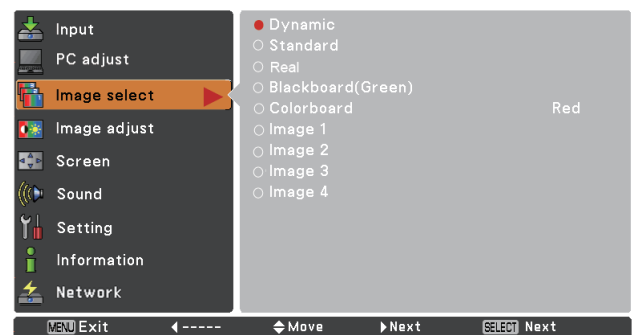 Input
PC adjust
Image select
Image adjust
Screen
Sound
Setting
Information
Network
Dynamic
Standard
Real
Blackboard(Green)
Colorboard Red
Image 1
Image 2
Image 3
Image 4
MENU Exit ----- Move Next SELECT Next